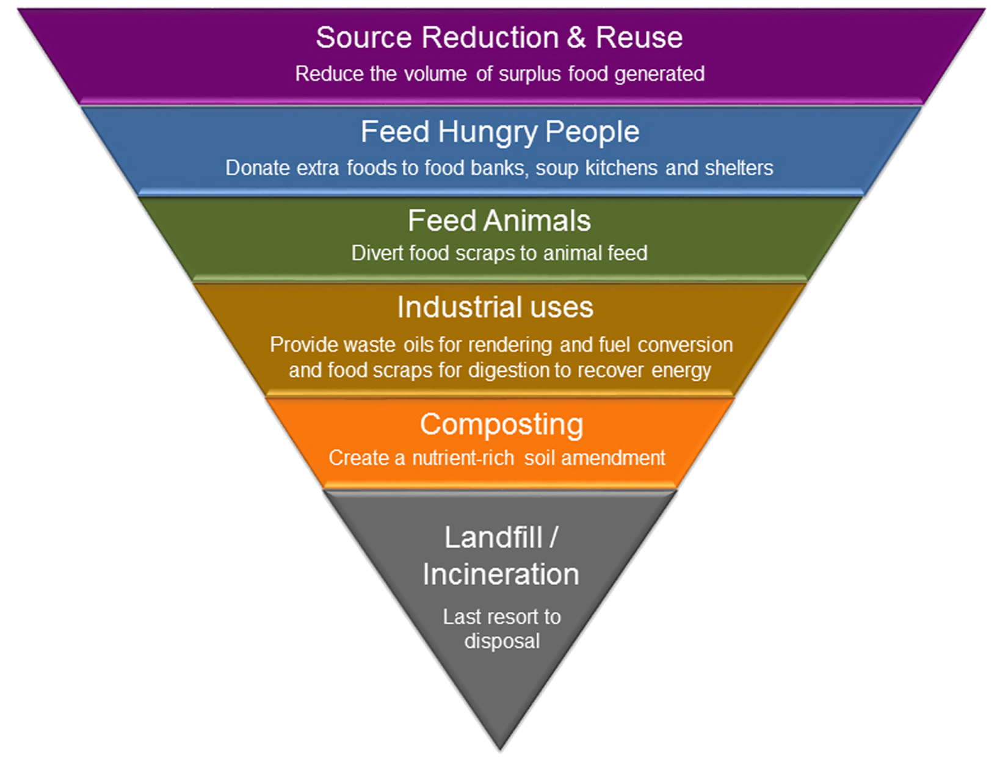 Source Reduction & Reuse
Reduce the volume of surplus food generated
Feed Hungry People
Donate extra foods to food banks, soup kitchens and shelters
Feed Animals
Divert food scraps to animal feed
Industrial uses
Provide waste oils for rendering and fuel conversion
and food scraps for digestion to recover energy
Composting
Create a nutrient-rich soil amendment
Landfill /
Incineration
Last resort to
disposal